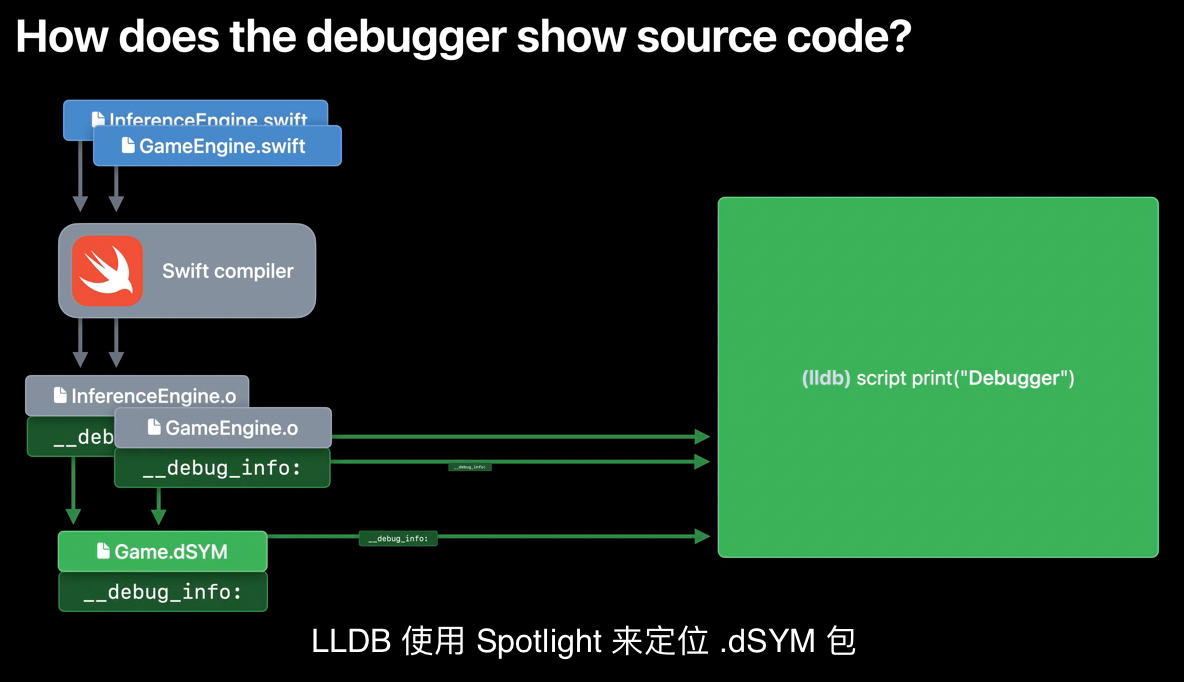 How does the debugger show source code?
InferenceEngine.swift
GameEngine.swift
Swift compiler
InferenceEngine.o
__deb
GameEngine.o
__debug_info:
__debug_info:
(lldb) script print("Debugger")
Game.dSYM
__debug_info:
__debug_info:
LLDB 使用 Spotlight 来定位 .dSYM 包